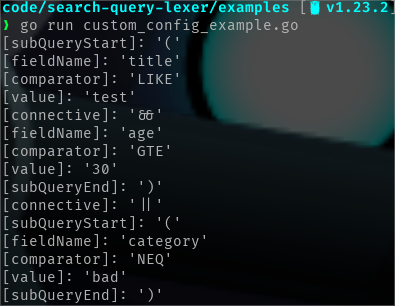 code/search-query-lexer/examples [🐹 v1.23.2]
❯ go run custom_config_example.go
[subQueryStart]: '('
[fieldName]: 'title'
[comparator]: 'LIKE'
[value]: 'test'
[connective]: '&&'
[fieldName]: 'age'
[comparator]: 'GTE'
[value]: '30'
[subQueryEnd]: ')'
[connective]: '||'
[subQueryStart]: '('
[fieldName]: 'category'
[comparator]: 'NEQ'
[value]: 'bad'
[subQueryEnd]: ')'